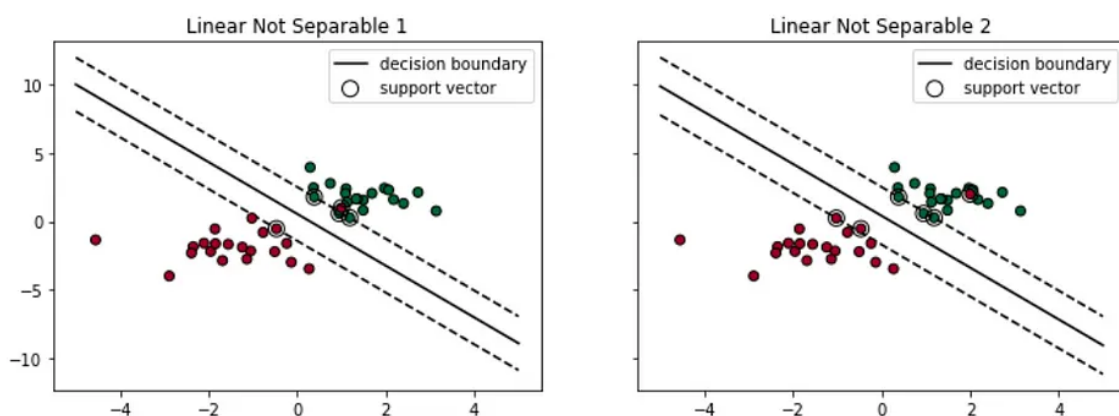 Linear Not Separable 1
decision boundary
support vector
10
5
0
−5
−10
−4
−2
0
2
4
Linear Not Separable 2
decision boundary
support vector
−4
−2
0
2
4